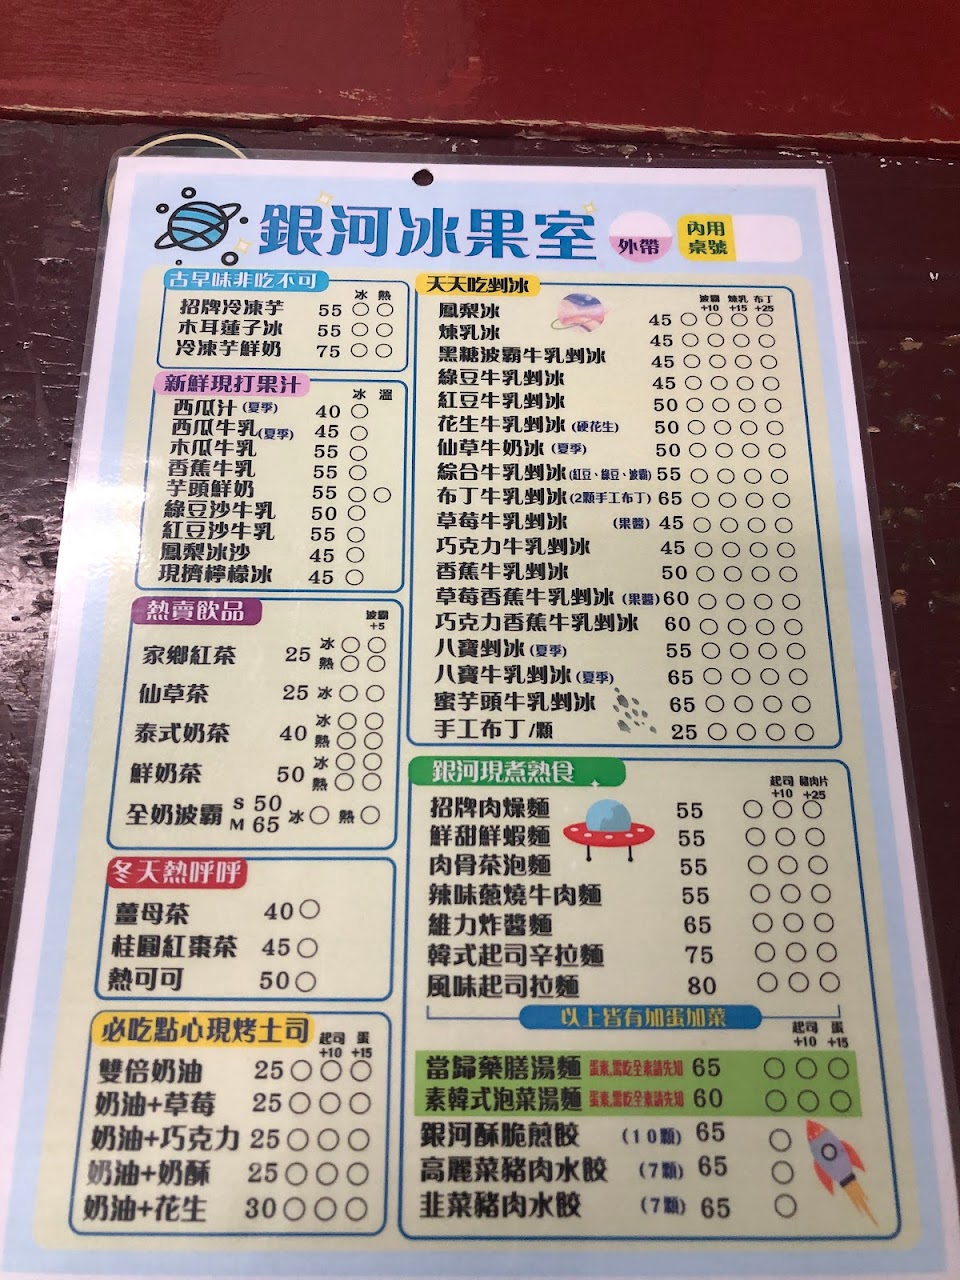 銀河冰果室
外帶
內用
桌號
古早味非吃不可
冰 熱
招牌冷凍芋 55
木耳蓮子冰 55
冷凍芋鮮奶 75
新鮮現打果汁
冰 溫
西瓜汁(夏季) 40
西瓜牛乳(夏季) 45
木瓜牛乳 55
香蕉牛乳 55
芋頭鮮奶 55
綠豆沙牛乳 50
紅豆沙牛乳 55
鳳梨冰沙 45
現擠檸檬冰 45
熱賣飲品
波霸
+5
家鄉紅茶 25 冰
熱
仙草茶 25 冰
泰式奶茶 40 冰
熱
鮮奶茶 50 冰
熱
全奶波霸 S 50 冰 熱
M 65
冬天熱呼呼
薑母茶 40
桂圓紅棗茶 45
熱可可 50
必吃點心現烤土司
起司 蛋
+10 +15
雙倍奶油 25
奶油+草莓 25
奶油+巧克力 25
奶油+奶酥 25
奶油+花生 30
天天吃剉冰
波霸 煉乳 布丁
+10 +15 +25
鳳梨冰 45
煉乳冰 45
黑糖波霸牛乳剉冰 45
綠豆牛乳剉冰 45
紅豆牛乳剉冰 50
花生牛乳剉冰(硬花生) 50
仙草牛奶冰(夏季) 50
綜合牛乳剉冰(紅豆、綠豆、波霸) 55
布丁牛乳剉冰(2顆手工布丁) 65
草莓牛乳剉冰 (果醬) 45
巧克力牛乳剉冰 45
香蕉牛乳剉冰 50
草莓香蕉牛乳剉冰(果醬) 60
巧克力香蕉牛乳剉冰 60
八寶剉冰(夏季) 55
八寶牛乳剉冰(夏季) 65
蜜芋頭牛乳剉冰 65
手工布丁/顆 25
銀河現煮熱食
起司 豬肉片
+10 +25
招牌肉燥麵 55
鮮甜鮮蝦麵 55
肉骨茶泡麵 55
辣味蔥燒牛肉麵 55
維力炸醬麵 65
韓式起司辛拉麵 75
風味起司拉麵 80
以上皆有加蛋加菜
起司 蛋
+10 +15
當歸藥膳湯麵 蛋素,需吃全素請先知 65
素韓式泡菜湯麵 蛋素,需吃全素請先知 60
銀河酥脆煎餃 (10顆) 65
高麗菜豬肉水餃 (7顆) 65
韭菜豬肉水餃 (7顆) 65